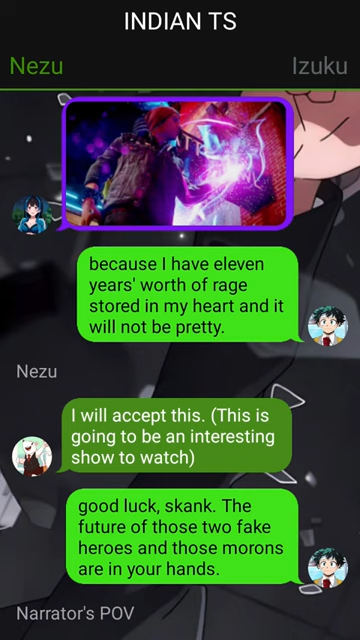 INDIAN TS
Nezu
Izuku
because I have eleven
years' worth of rage
stored in my heart and it
will not be pretty.
Nezu
I will accept this. (This is
going to be an interesting
show to watch)
good luck, skank. The
future of those two fake
heroes and those morons
are in your hands.
Narrator's POV